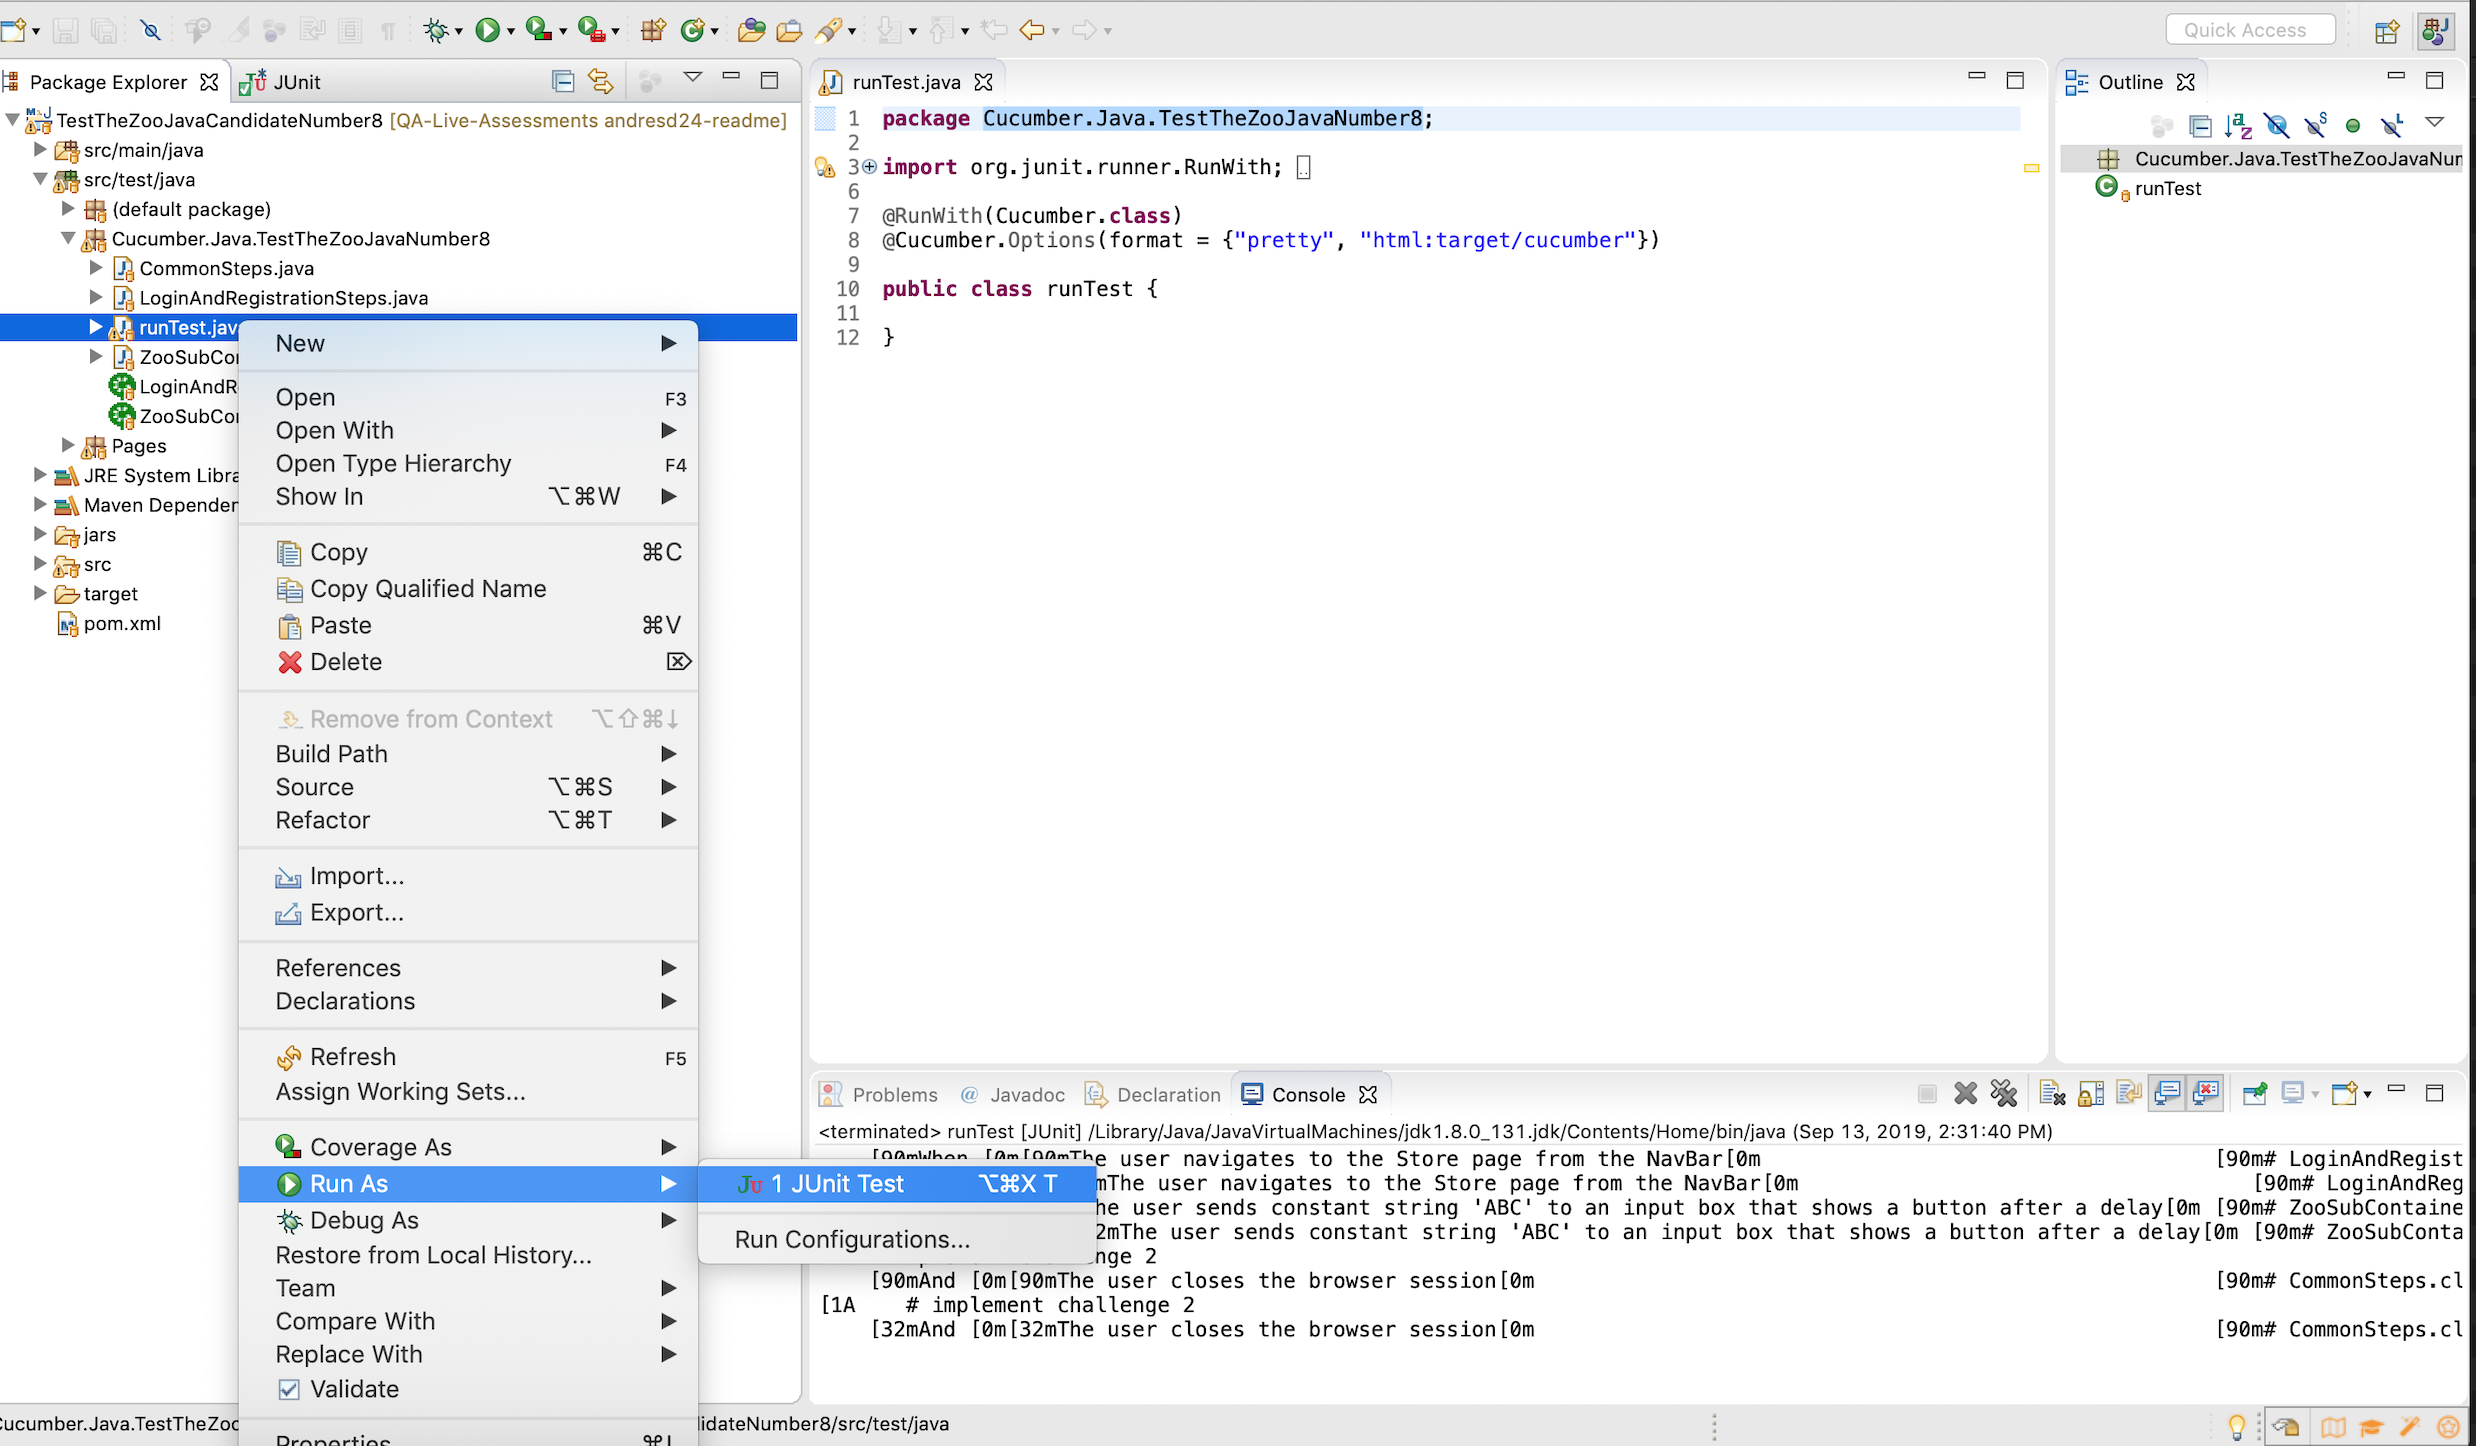 Quick Access
Package Explorer
JUnit
TestTheZooJavaCandidateNumber8 [QA-Live-Assessments andresd24-readme]
src/main/java
src/test/java
(default package)
Cucumber.Java.TestTheZooJavaNumber8
CommonSteps.java
LoginAndRegistrationSteps.java
runTest.jav
ZooSubCo
LoginAndR
ZooSubCo
Pages
JRE System Libra
Maven Depender
jars
src
target
pom.xml
New
Open F3
Open With
Open Type Hierarchy F4
Show In ⌥⌘W
Copy ⌘C
Copy Qualified Name
Paste ⌘V
Delete ⌦
Remove from Context ⌥⇧⌘↓
Build Path
Source ⌥⌘S
Refactor ⌥⌘T
Import...
Export...
References
Declarations
Refresh F5
Assign Working Sets...
Coverage As
Run As
Debug As
Restore from Local History...
Team
Compare With
Replace With
Validate
Properties
1 JUnit Test ⌥⌘X T
Run Configurations...
runTest.java
1 package Cucumber.Java.TestTheZooJavaNumber8;
2
3 import org.junit.runner.RunWith;
6
7 @RunWith(Cucumber.class)
8 @Cucumber.Options(format = {"pretty", "html:target/cucumber"})
9
10 public class runTest {
11
12 }
Outline
Cucumber.Java.TestTheZooJavaNum
runTest
Problems @ Javadoc Declaration Console
<terminated> runTest [JUnit] /Library/Java/JavaVirtualMachines/jdk1.8.0_131.jdk/Contents/Home/bin/java (Sep 13, 2019, 2:31:40 PM)
[90mWhen [0m[90mThe user navigates to the Store page from the NavBar[0m [90m# LoginAndRegist
mThe user navigates to the Store page from the NavBar[0m [90m# LoginAndReg
he user sends constant string 'ABC' to an input box that shows a button after a delay[0m [90m# ZooSubContaine
2mThe user sends constant string 'ABC' to an input box that shows a button after a delay[0m [90m# ZooSubConta
nge 2
[90mAnd [0m[90mThe user closes the browser session[0m [90m# CommonSteps.cl
[1A # implement challenge 2
[32mAnd [0m[32mThe user closes the browser session[0m [90m# CommonSteps.cl
Cucumber.Java.TestTheZoo
idateNumber8/src/test/java